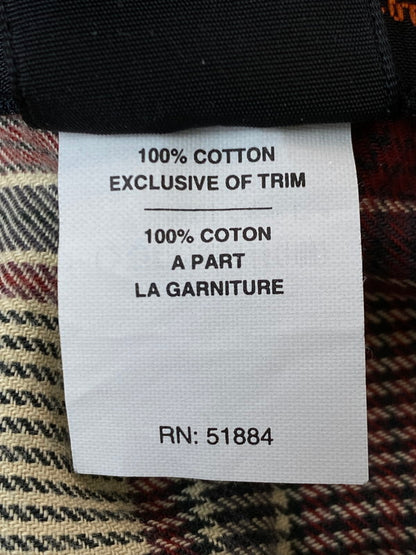 100% COTTON
EXCLUSIVE OF TRIM
100% COTON
A PART
LA GARNITURE
RN: 51884